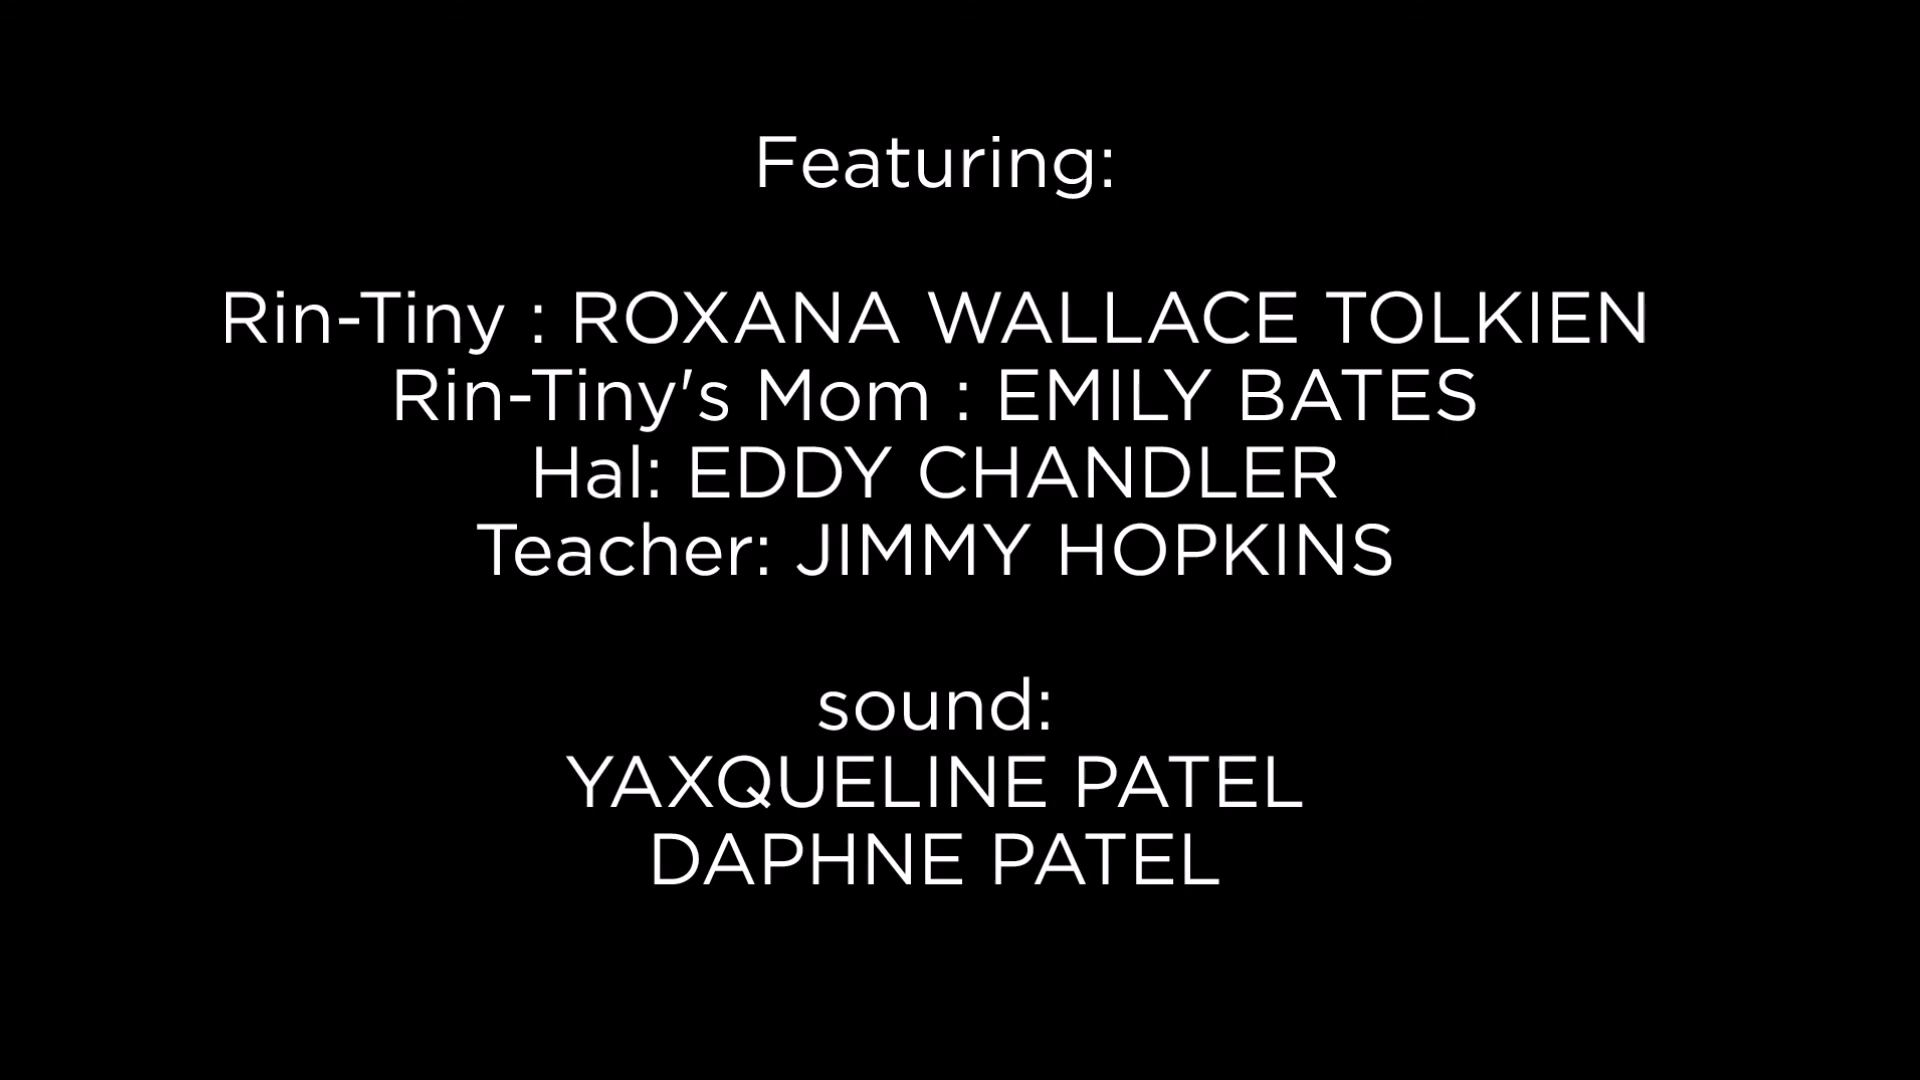 Featuring:
Rin-Tiny : ROXANA WALLACE TOLKIEN
Rin-Tiny's Mom : EMILY BATES
Hal: EDDY CHANDLER
Teacher: JIMMY HOPKINS
sound:
YAXQUELINE PATEL
DAPHNE PATEL